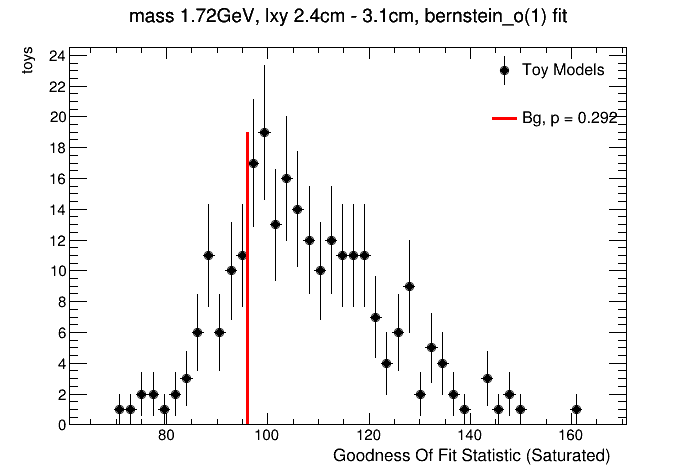 mass 1.72GeV, lxy 2.4cm - 3.1cm, bernstein_o(1) fit
toys
24
22
20
18
16
14
12
10
8
6
4
2
0
Toy Models
Bg, p = 0.292
80 100 120 140 160
Goodness Of Fit Statistic (Saturated)